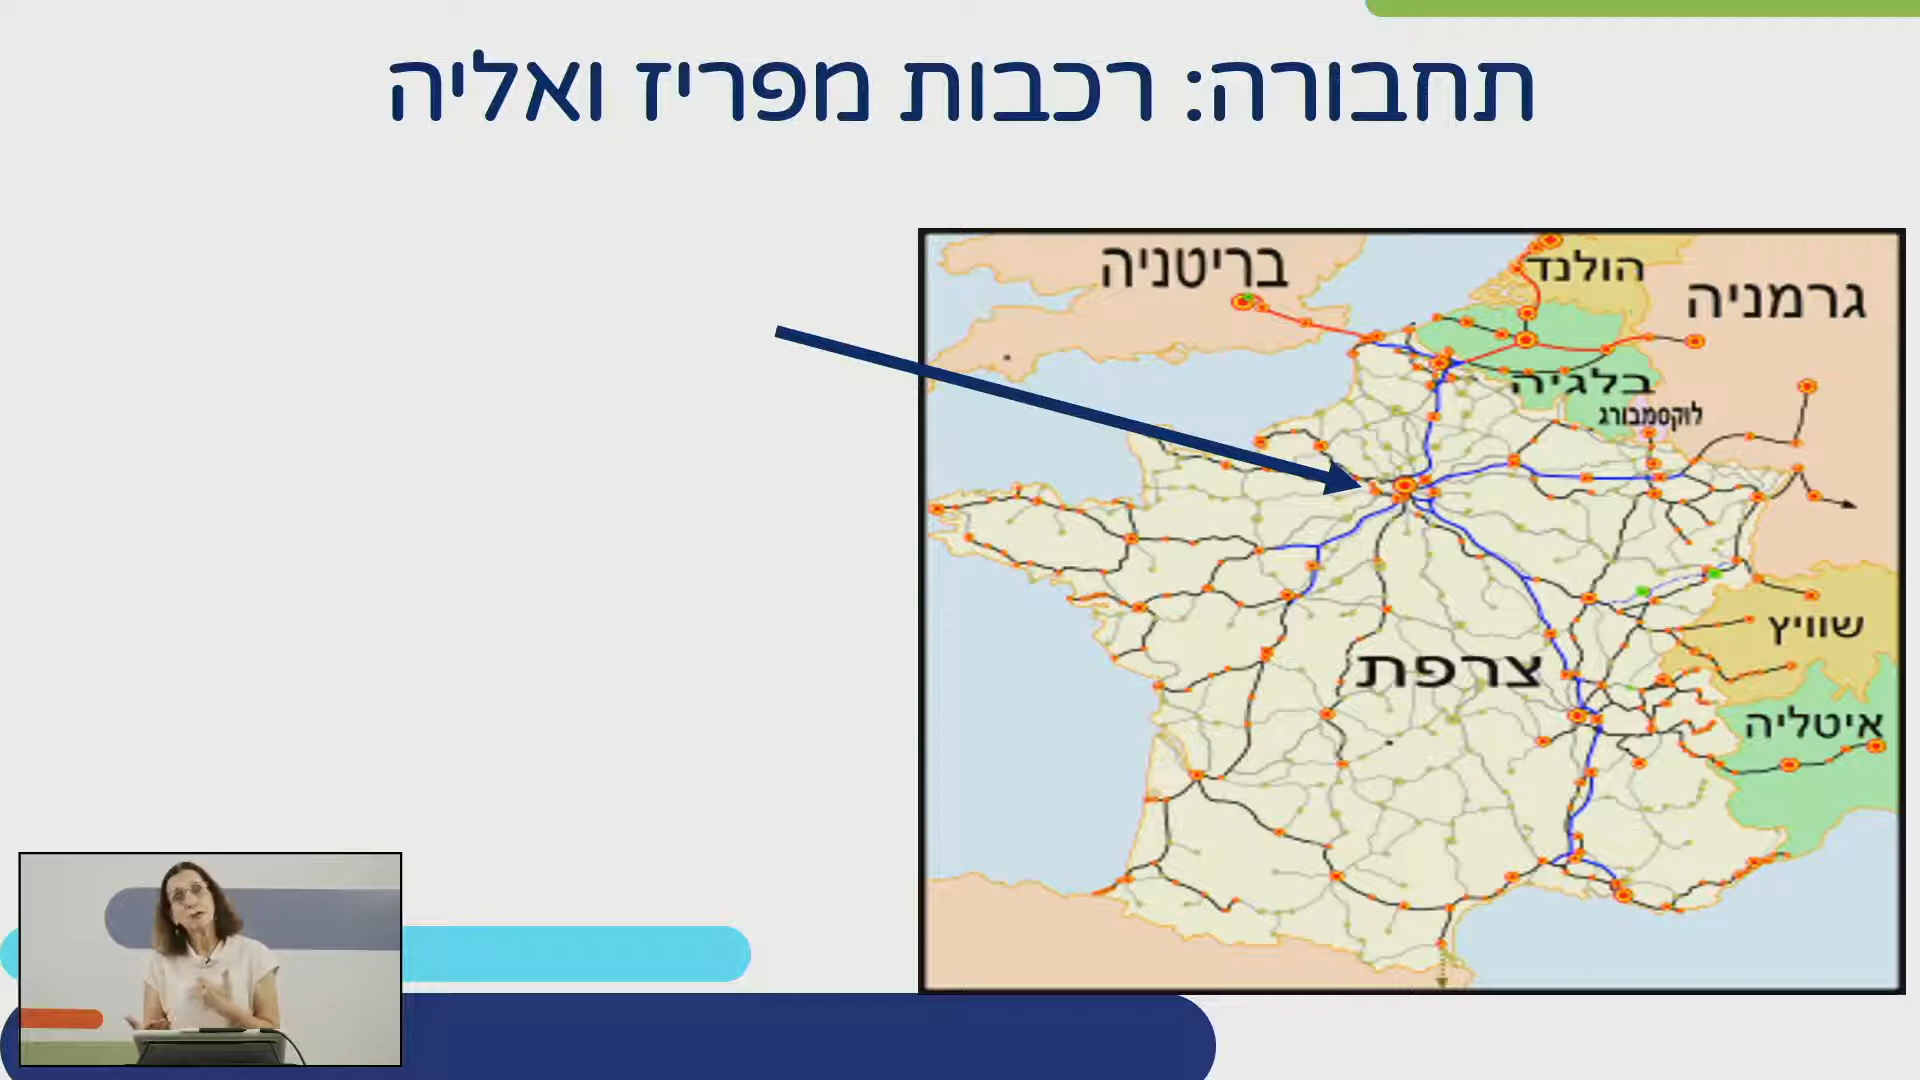 תחבורה: רכבות מפריז ואליה
בריטניה
הולנד
גרמניה
בלגיה
לוקסמבורג
שוויץ
צרפת
איטליה